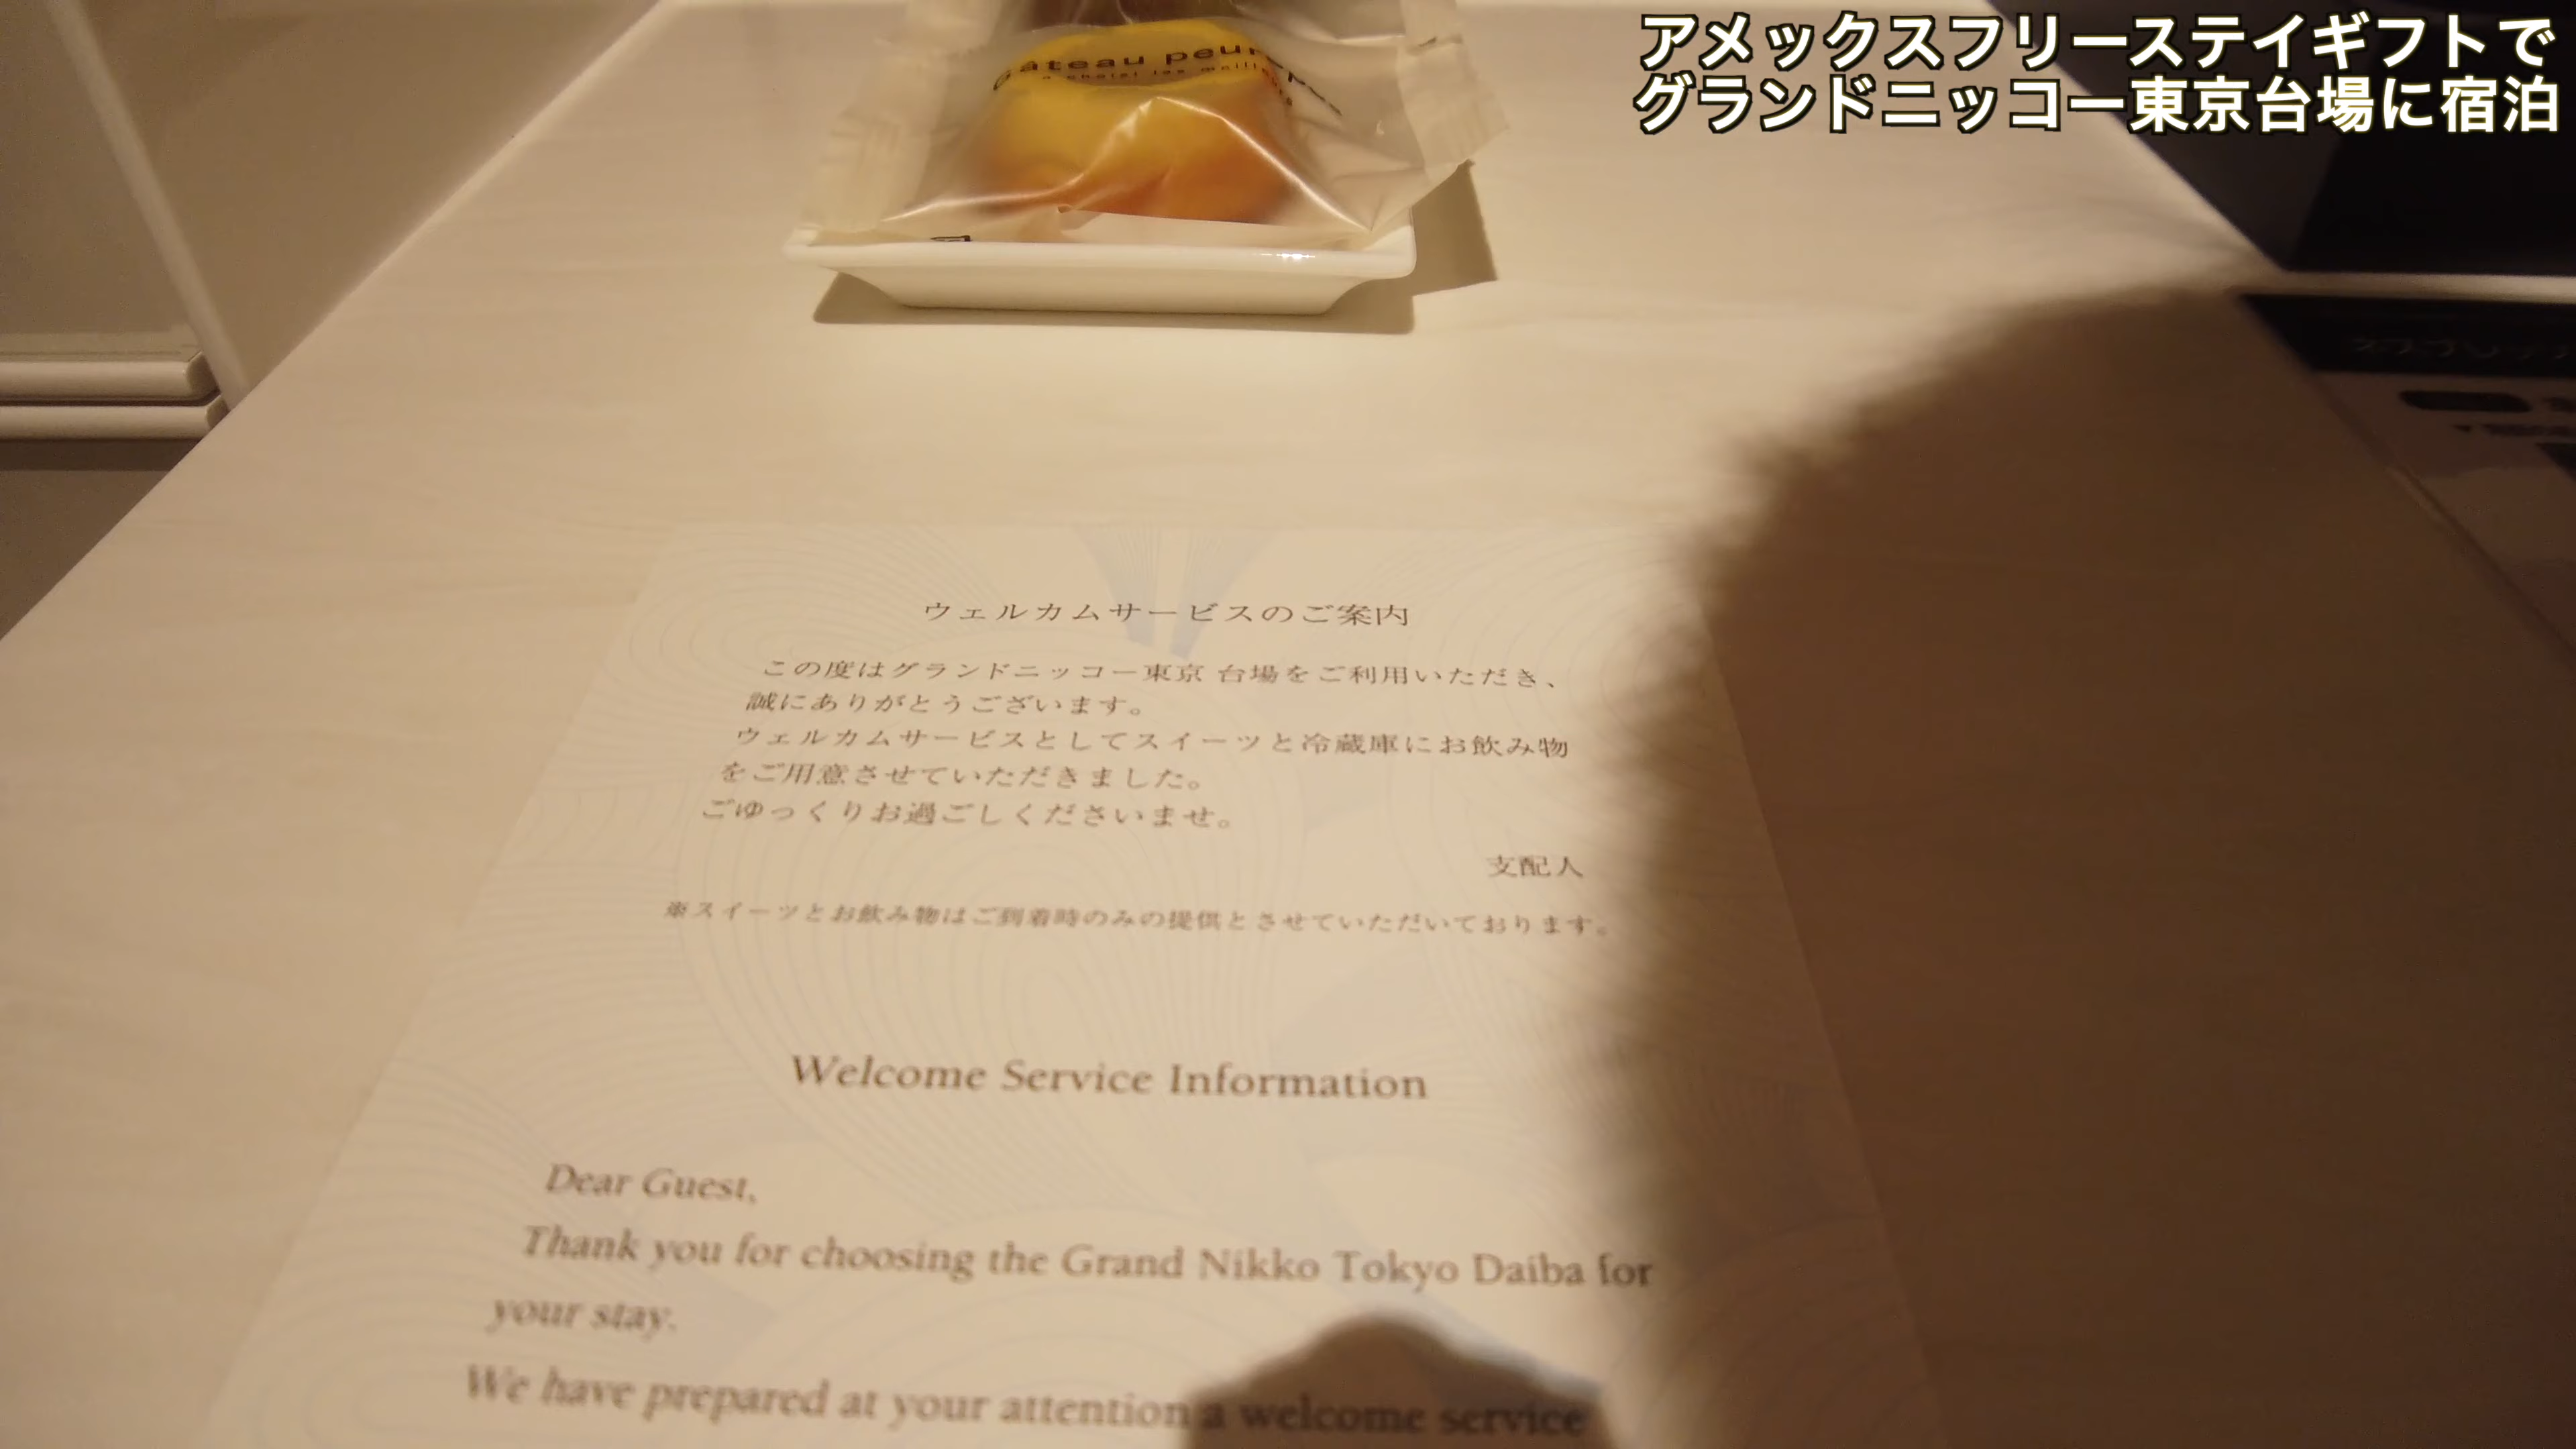 アメックスフリーステイギフトで
グランドニッコー東京台場に宿泊
gâteau peu
ウェルカムサービスのご案内
この度はグランドニッコー東京 台場をご利用いただき、
誠にありがとうございます。
ウェルカムサービスとしてスイーツと冷蔵庫にお飲み物
をご用意させていただきました。
ごゆっくりお過ごしくださいませ。
支配人
※スイーツとお飲み物はご到着時のみの提供とさせていただいております。
Welcome Service Information
Dear Guest,
Thank you for choosing the Grand Nikko Tokyo Daiba for
your stay.
We have prepared at your attention a welcome service